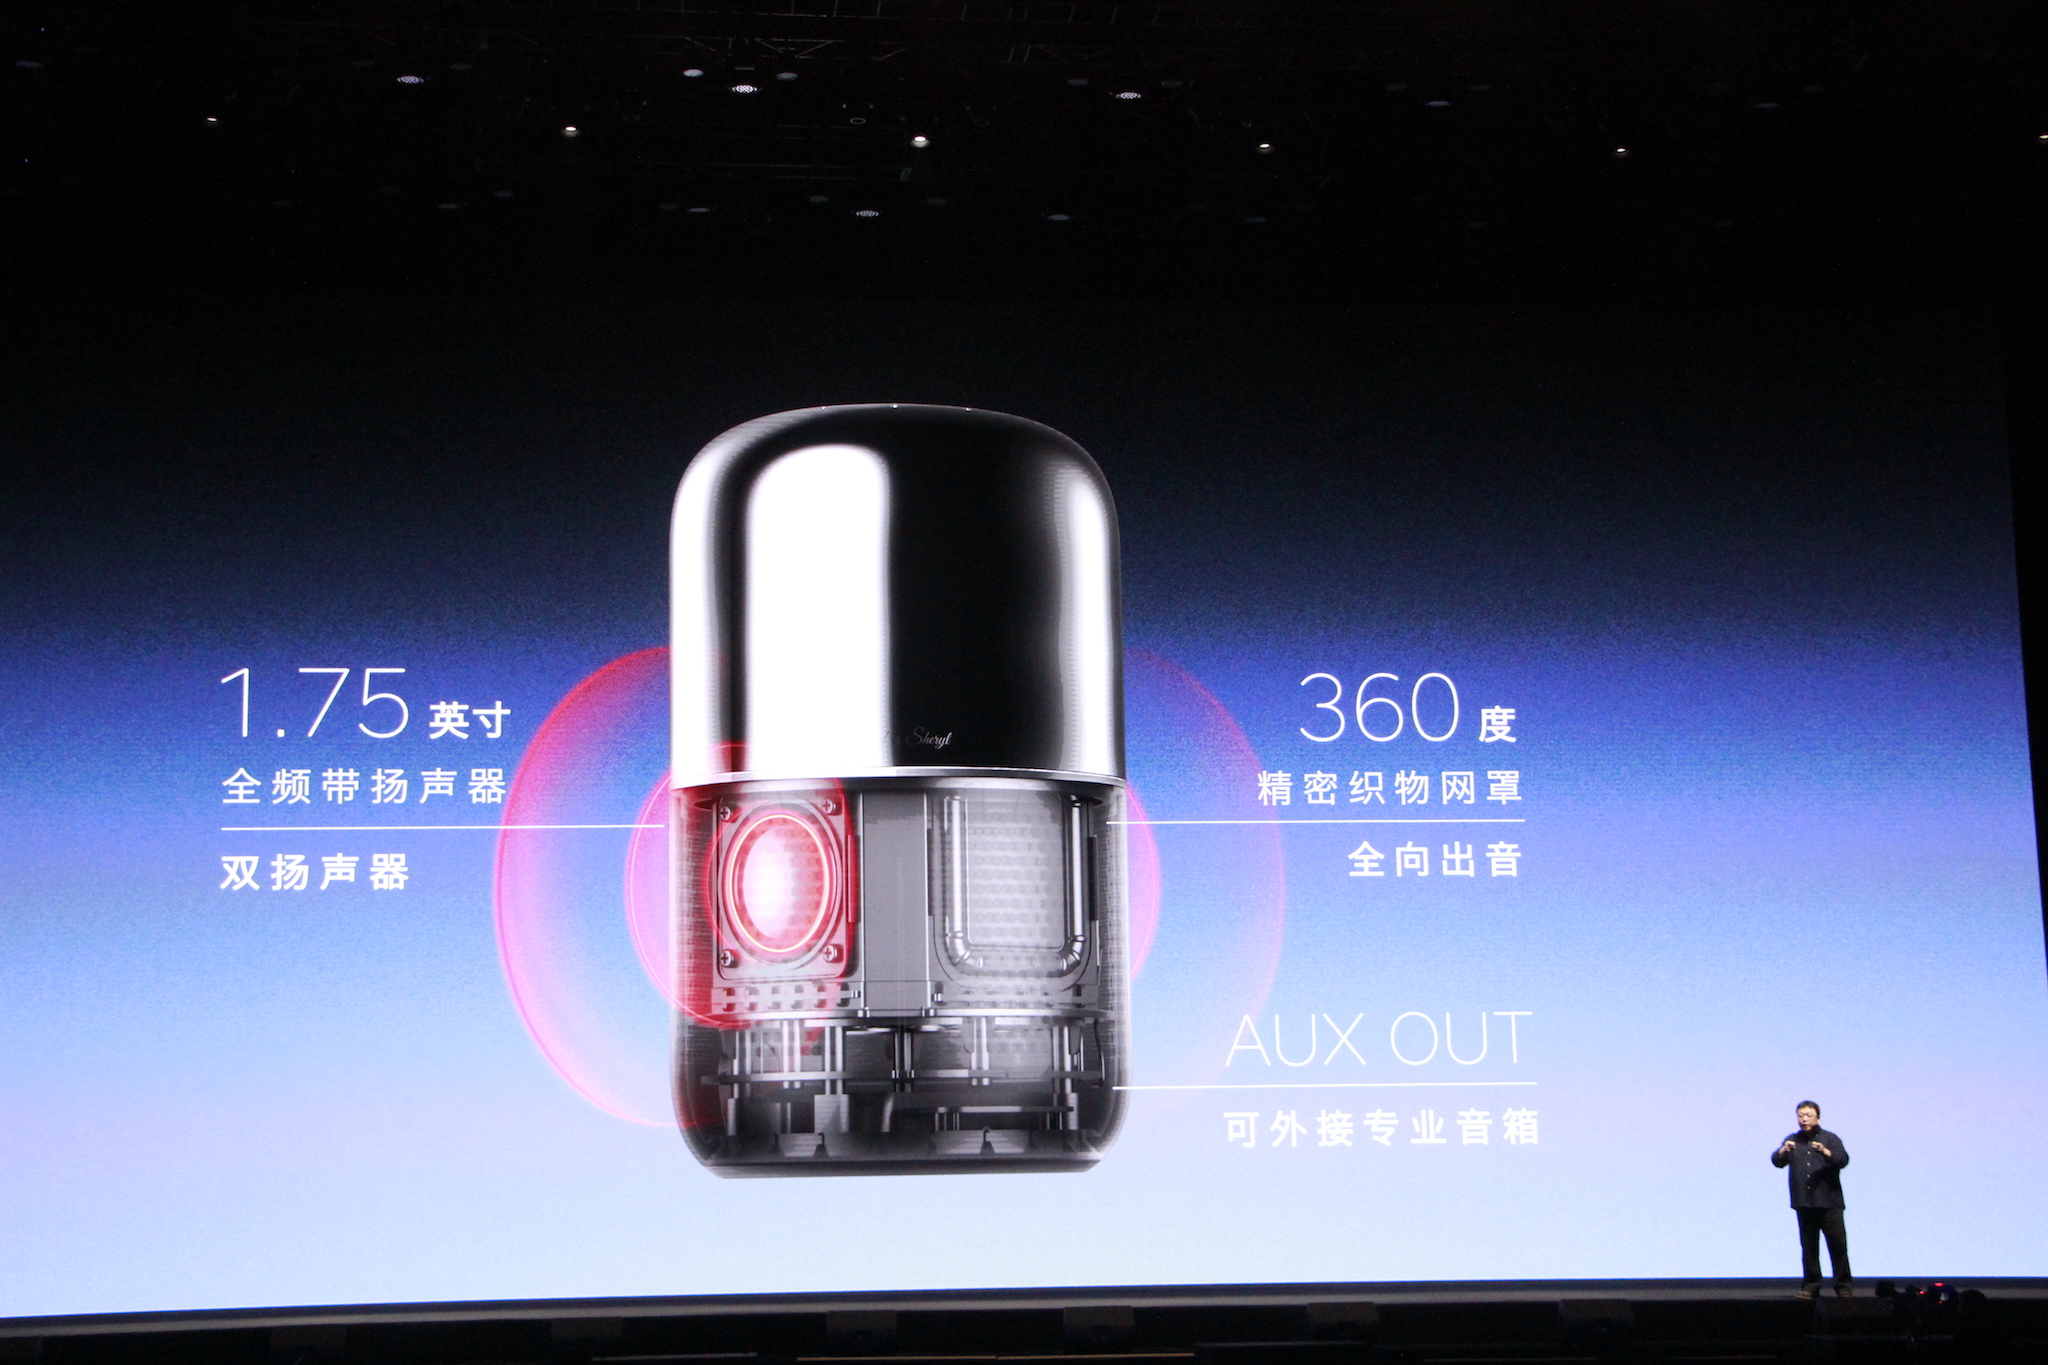 1.75 英寸
全频带扬声器
双扬声器
Sheryl
360 度
精密织物网罩
全向出音
AUX OUT
可外接专业音箱